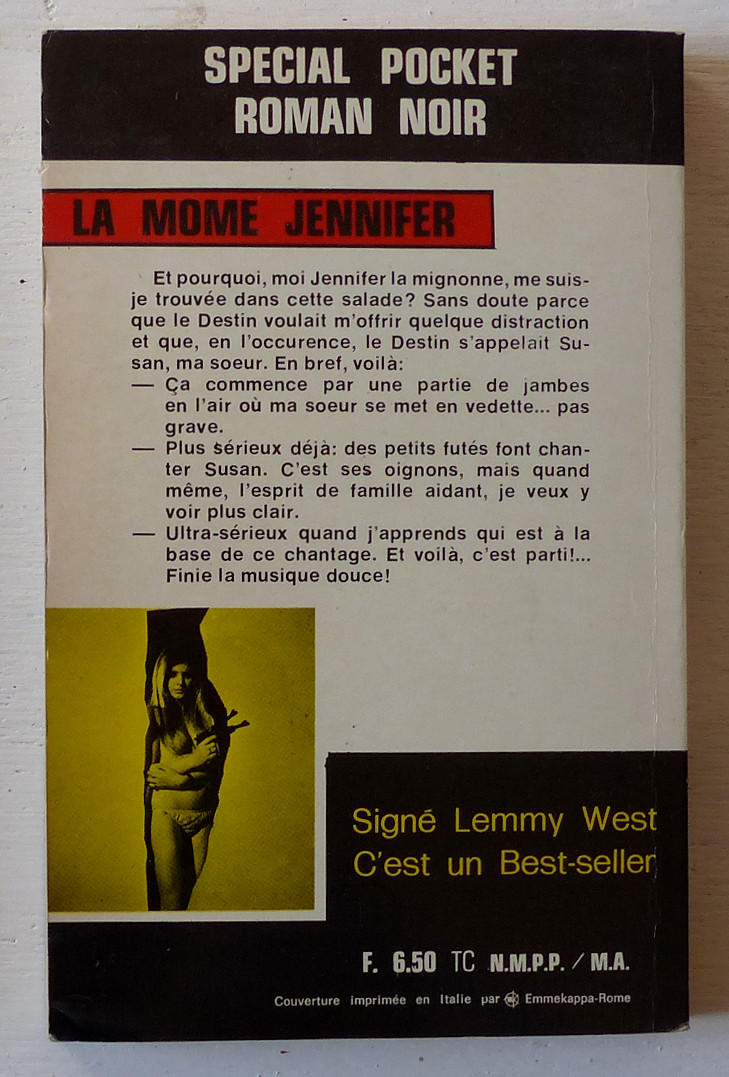 SPECIAL POCKET
ROMAN NOIR
LA MOME JENNIFER
Et pourquoi, moi Jennifer la mignonne, me suis-
je trouvée dans cette salade? Sans doute parce
que le Destin voulait m'offrir quelque distraction
et que, en l'occurence, le Destin s'appelait Su-
san, ma soeur. En bref, voilà:
— Ça commence par une partie de jambes
en l'air où ma soeur se met en vedette... pas
grave.
— Plus sérieux déjà: des petits futés font chan-
ter Susan. C'est ses oignons, mais quand
même, l'esprit de famille aidant, je veux y
voir plus clair.
— Ultra-sérieux quand j'apprends qui est à la
base de ce chantage. Et voilà, c'est parti!...
Finie la musique douce!
Signé Lemmy West
C'est un Best-seller
F. 6.50 TC N.M.P.P. / M.A.
Couverture imprimée en Italie par Emmekappa-Rome